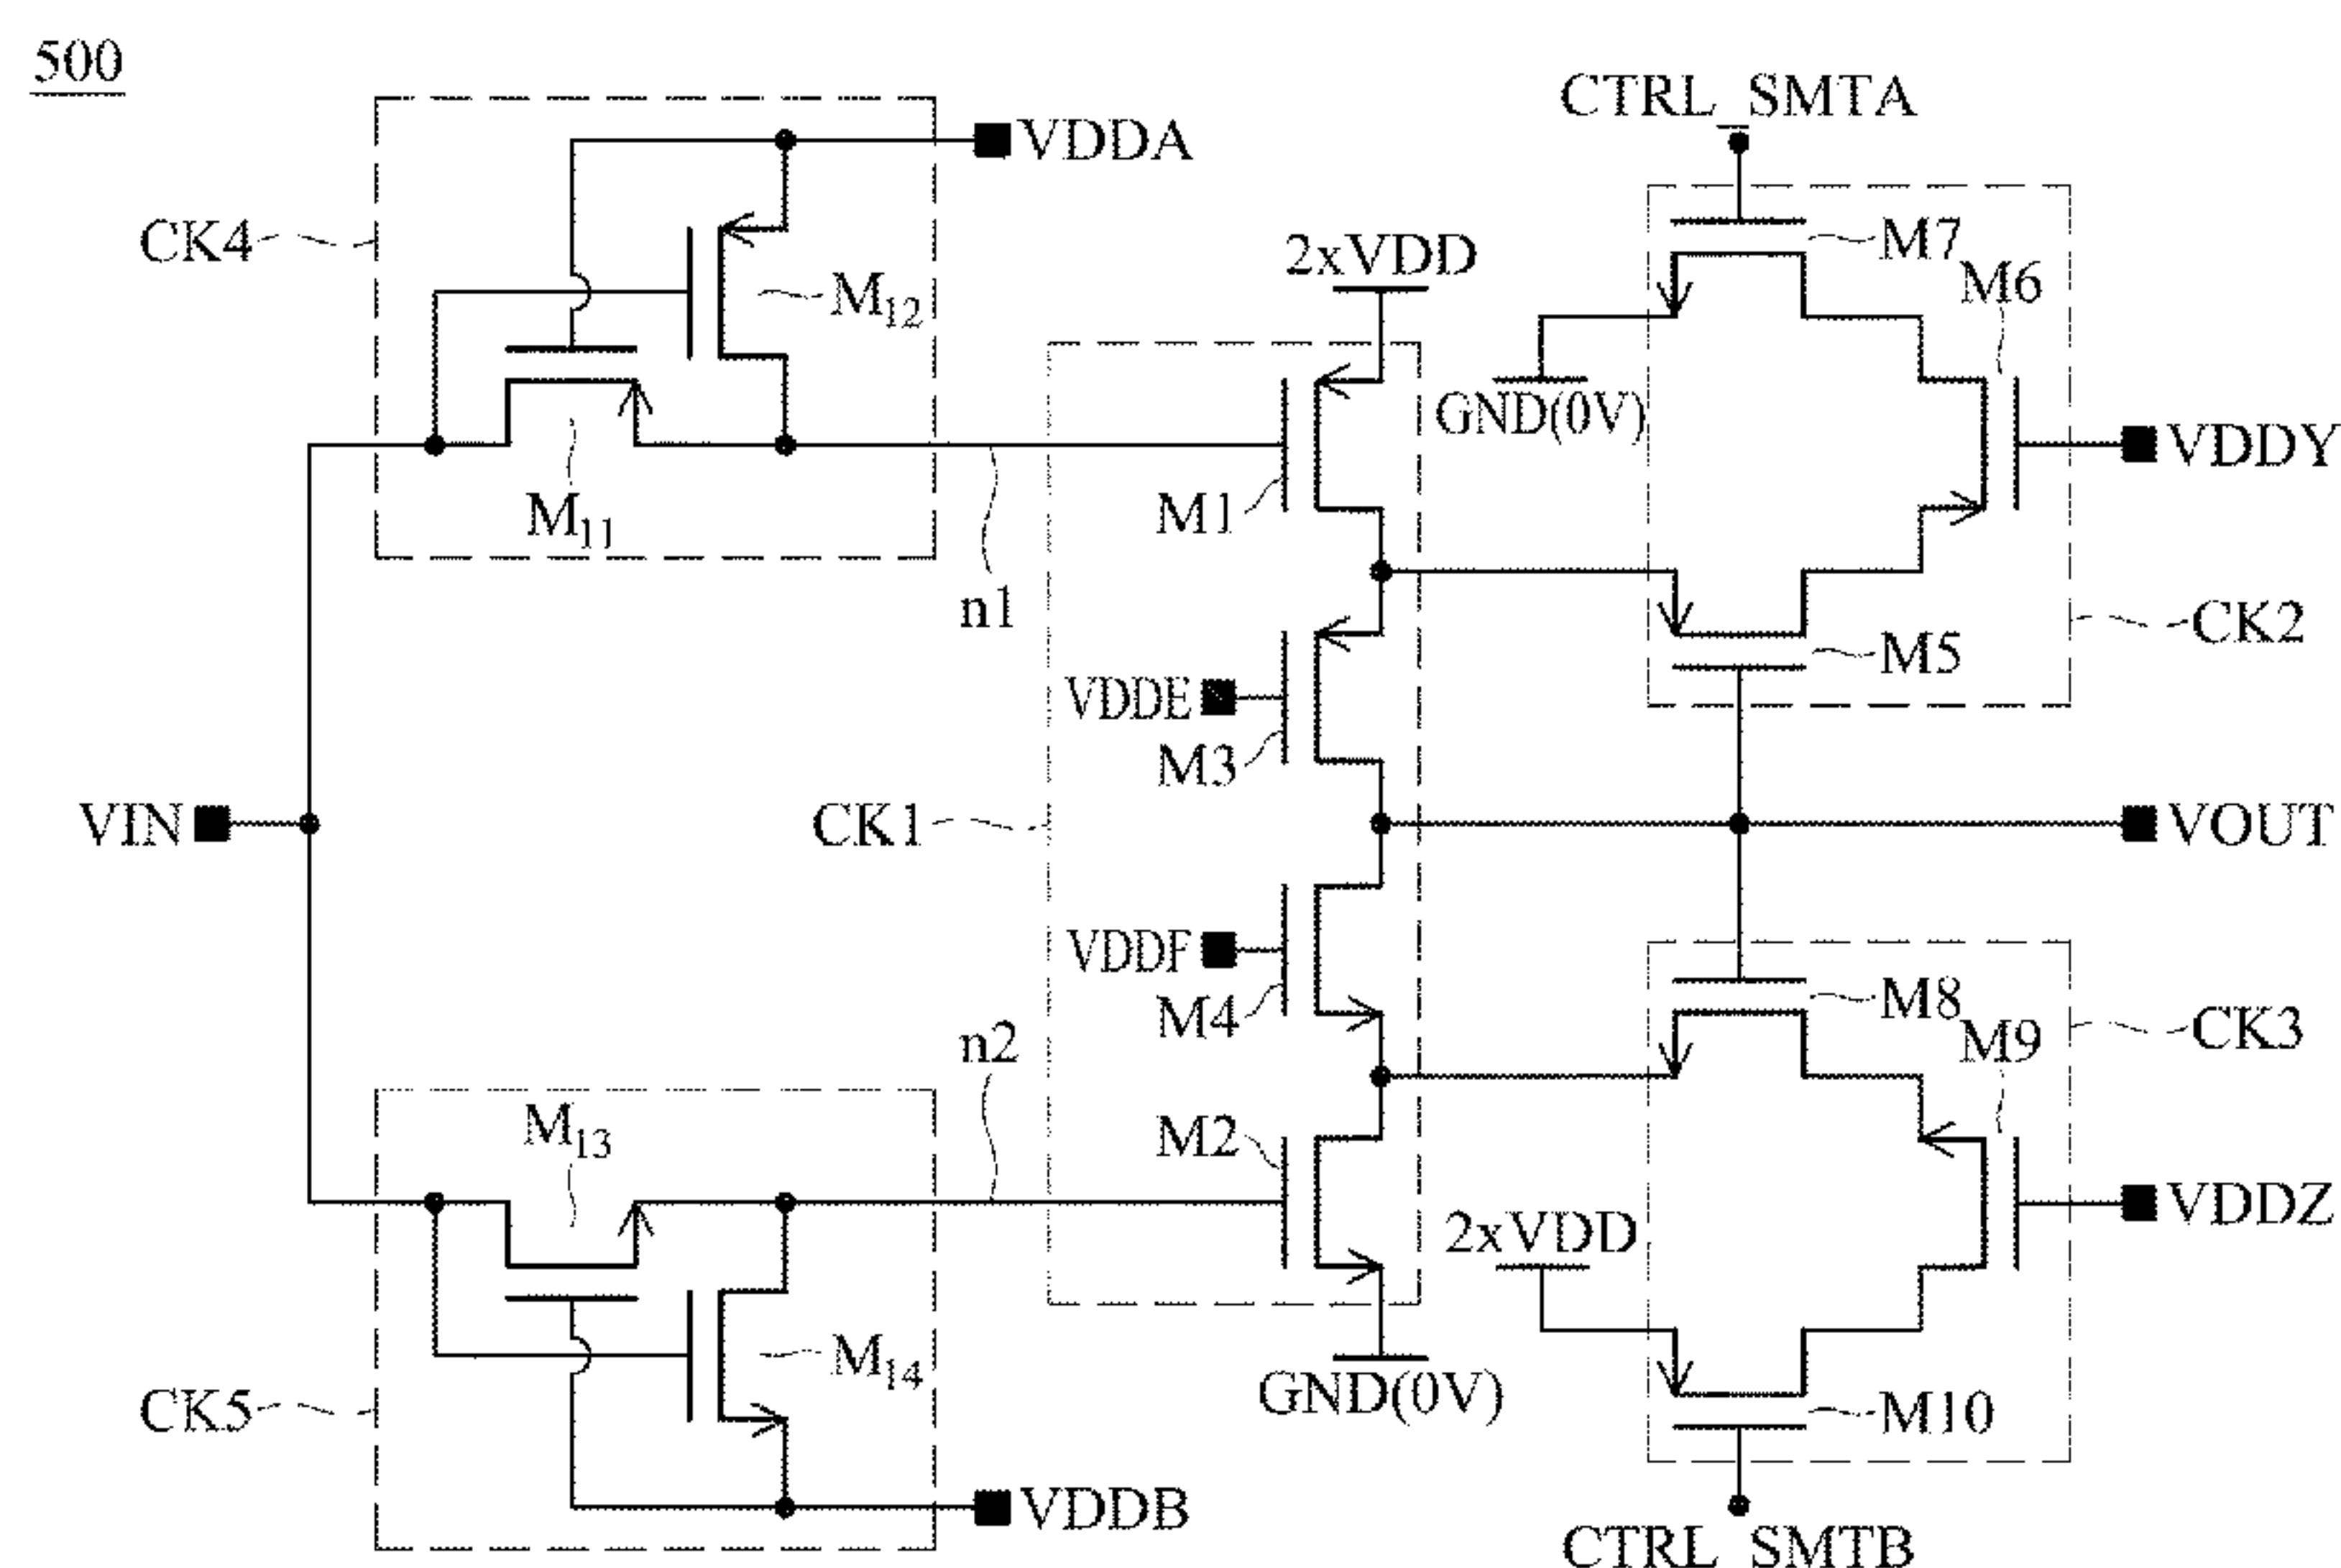 500
CTRL_SMTA
VDDA
CK4
M7
M12
2xVDD
M6
GND(0V)
VDDY
M11
M1
n1
CK2
M5
VDDE
M3
VIN
CK1
VOUT
VDDF
M4
M8
CK3
M9
n2
M13
M2
2xVDD
VDDZ
M14
GND(0V)
CK5
M10
VDDB
CTRL_SMTB